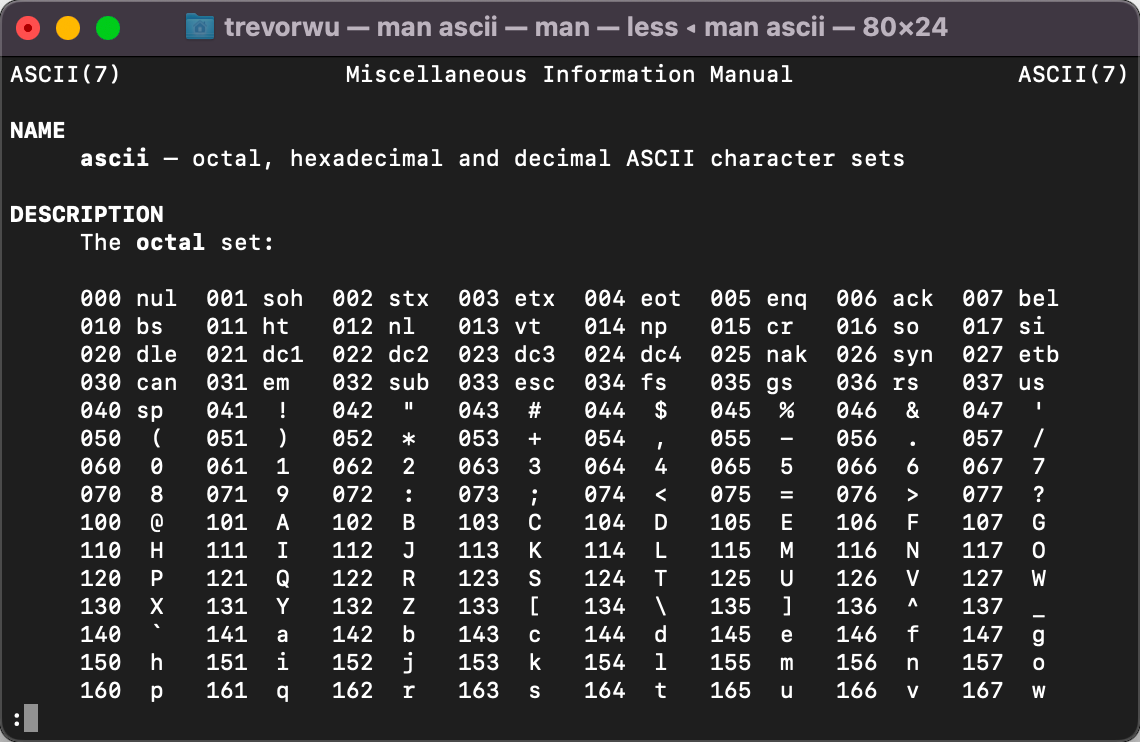 trevorwu — man ascii — man — less ◂ man ascii — 80×24
ASCII(7)                Miscellaneous Information Manual                ASCII(7)
NAME
     ascii – octal, hexadecimal and decimal ASCII character sets
DESCRIPTION
     The octal set:
     000 nul  001 soh  002 stx  003 etx  004 eot  005 enq  006 ack  007 bel
     010 bs   011 ht   012 nl   013 vt   014 np   015 cr   016 so   017 si
     020 dle  021 dc1  022 dc2  023 dc3  024 dc4  025 nak  026 syn  027 etb
     030 can  031 em   032 sub  033 esc  034 fs   035 gs   036 rs   037 us
     040 sp   041  !   042  "   043  #   044  $   045  %   046  &   047  '
     050  (   051  )   052  *   053  +   054  ,   055  -   056  .   057  /
     060  0   061  1   062  2   063  3   064  4   065  5   066  6   067  7
     070  8   071  9   072  :   073  ;   074  <   075  =   076  >   077  ?
     100  @   101  A   102  B   103  C   104  D   105  E   106  F   107  G
     110  H   111  I   112  J   113  K   114  L   115  M   116  N   117  O
     120  P   121  Q   122  R   123  S   124  T   125  U   126  V   127  W
     130  X   131  Y   132  Z   133  [   134  \   135  ]   136  ^   137  _
     140  `   141  a   142  b   143  c   144  d   145  e   146  f   147  g
     150  h   151  i   152  j   153  k   154  l   155  m   156  n   157  o
     160  p   161  q   162  r   163  s   164  t   165  u   166  v   167  w
: